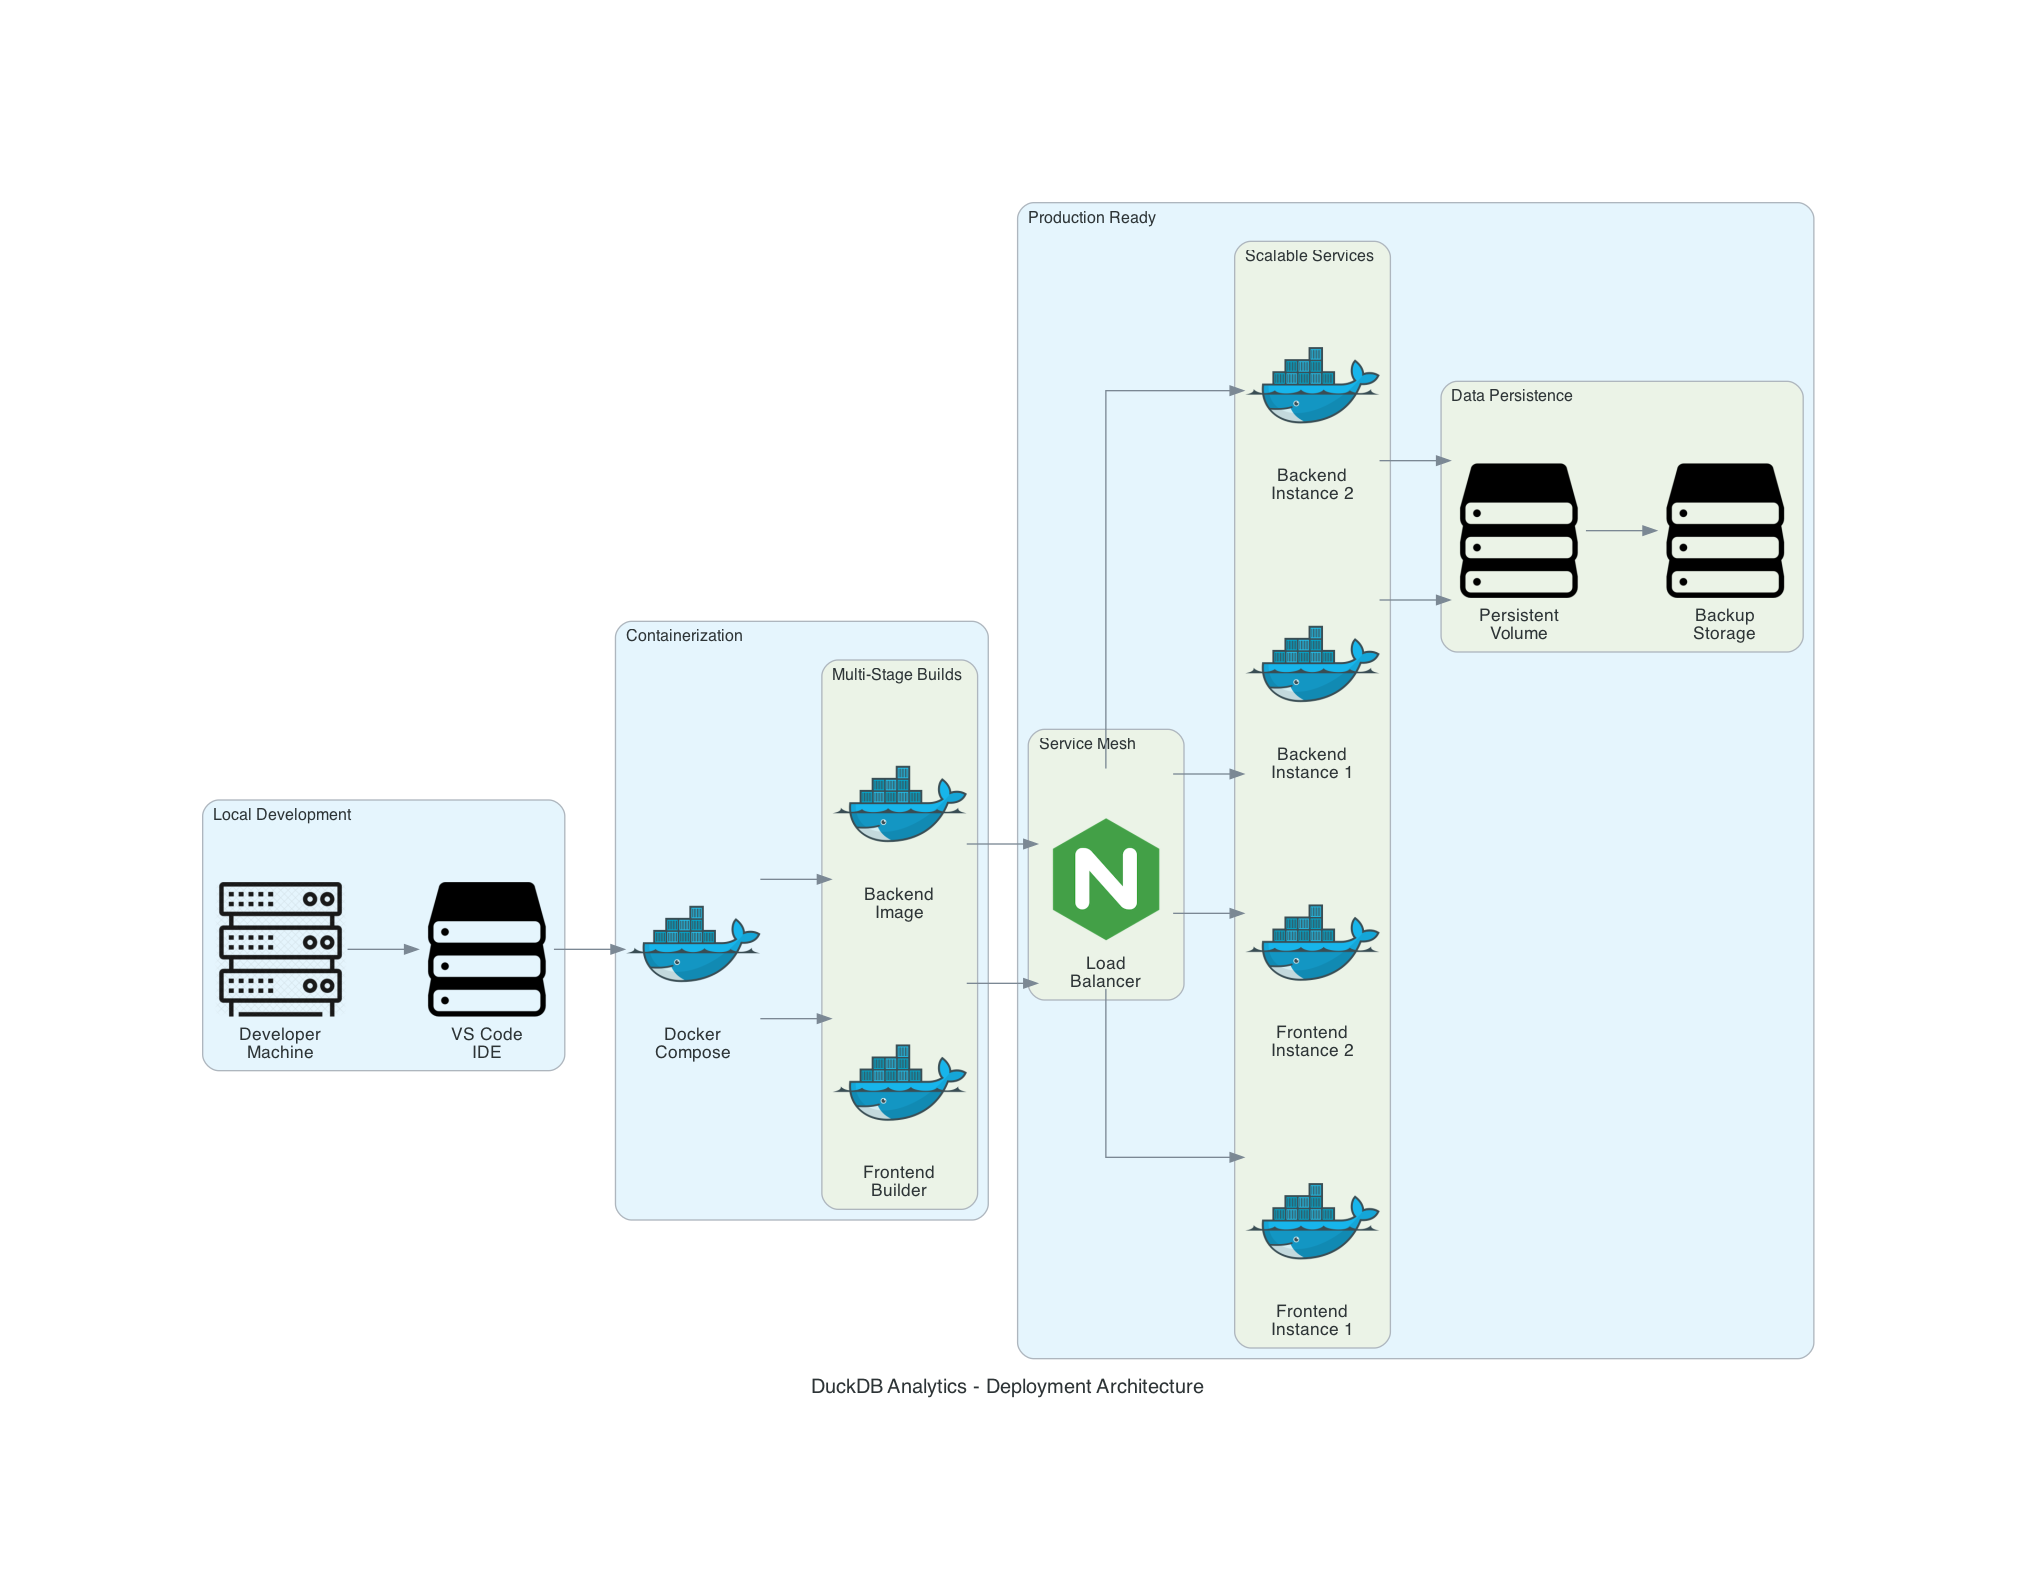 Production Ready
Scalable Services
Backend
Instance 2
Data Persistence
Persistent
Volume
Backup
Storage
Containerization
Multi-Stage Builds
Backend
Image
Service Mesh
Backend
Instance 1
Local Development
Developer
Machine
VS Code
IDE
Docker
Compose
Load
Balancer
Frontend
Instance 2
Frontend
Builder
Frontend
Instance 1
DuckDB Analytics - Deployment Architecture